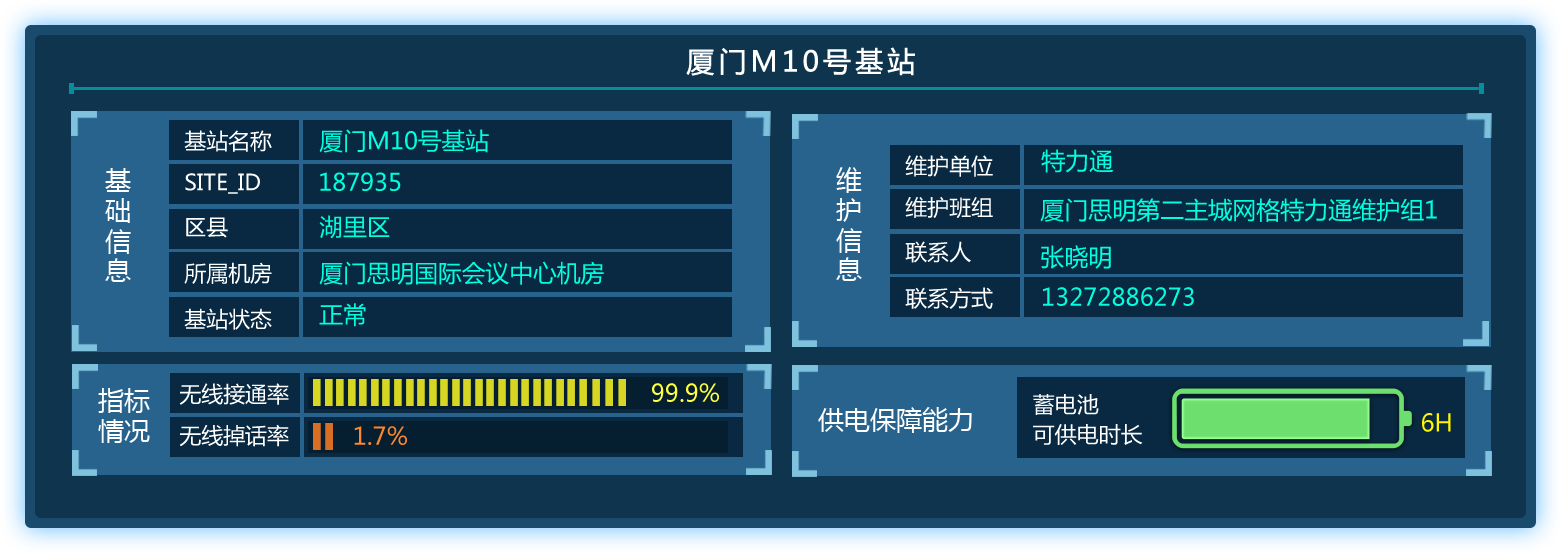 厦门M10号基站
基础信息
基站名称 厦门M10号基站
SITE_ID 187935
区县 湖里区
所属机房 厦门思明国际会议中心机房
基站状态 正常
维护信息
维护单位 特力通
维护班组 厦门思明第二主城网格特力通维护组1
联系人 张晓明
联系方式 13272886273
指标
情况
无线接通率 99.9%
无线掉话率 1.7%
供电保障能力
蓄电池
可供电时长
6H